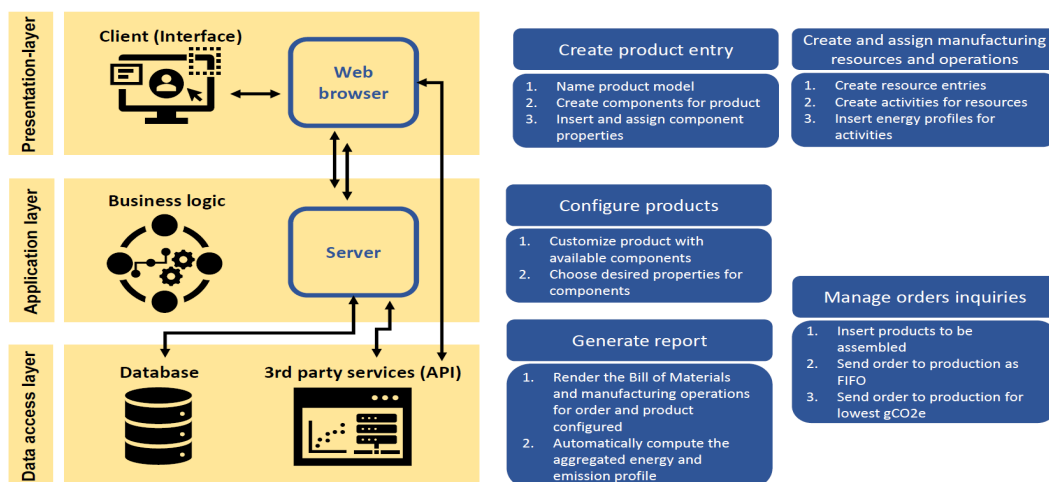 Presentation-layer
Client (Interface)
Web
browser
Application layer
Business logic
Server
Data access layer
Database
3rd party services (API)
Create product entry
1. Name product model
2. Create components for product
3. Insert and assign component
properties
Create and assign manufacturing
resources and operations
1. Create resource entries
2. Create activities for resources
3. Insert energy profiles for
activities
Configure products
1. Customize product with
available components
2. Choose desired properties for
components
Manage orders inquiries
1. Insert products to be
assembled
2. Send order to production as
FIFO
3. Send order to production for
lowest gCO2e
Generate report
1. Render the Bill of Materials
and manufacturing operations
for order and product
configured
2. Automatically compute the
aggregated energy and
emission profile